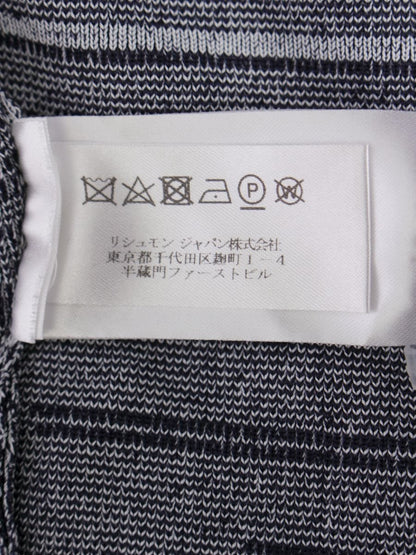 P W
リシュモン ジャパン株式会社
東京都千代田区麹町1－4
半蔵門ファーストビル